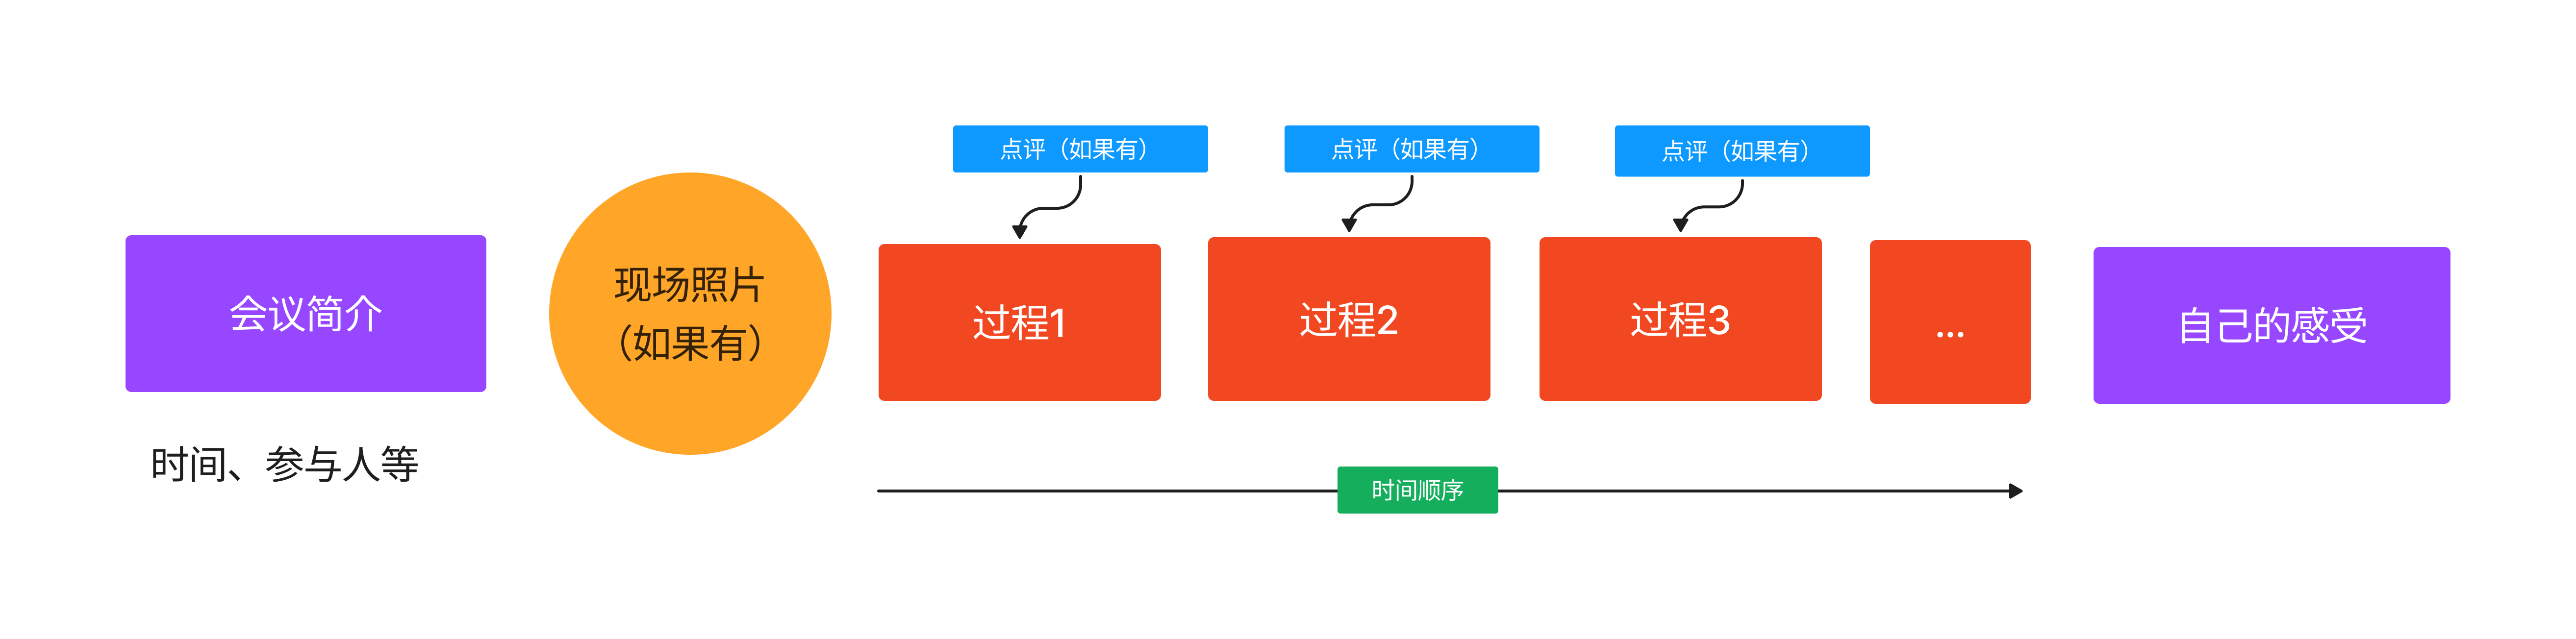 点评（如果有）
点评（如果有）
点评（如果有）
会议简介
时间、参与人等
现场照片
（如果有）
过程1
过程2
过程3
...
自己的感受
时间顺序